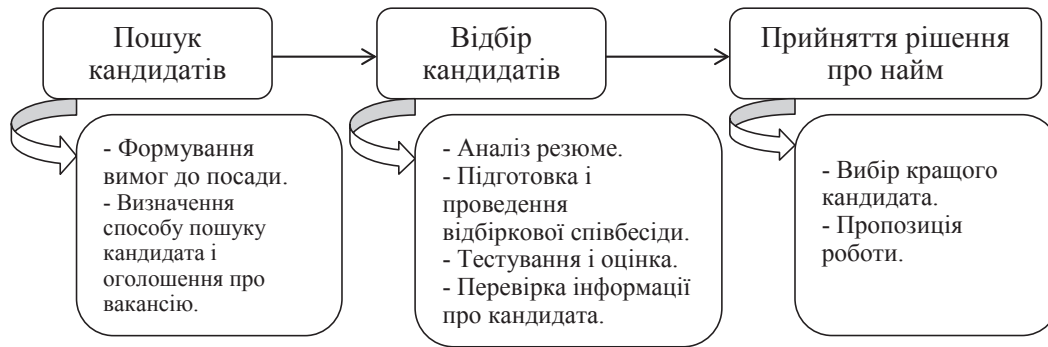 Пошук
кандидатів
Відбір
кандидатів
Прийняття рішення
про найм
- Формування
вимог до посади.
- Визначення
способу пошуку
кандидата і
оголошення про
вакансію.
- Аналіз резюме.
- Підготовка і
проведення
відбіркової співбесіди.
- Тестування і оцінка.
- Перевірка інформації
про кандидата.
- Вибір кращого
кандидата.
- Пропозиція
роботи.